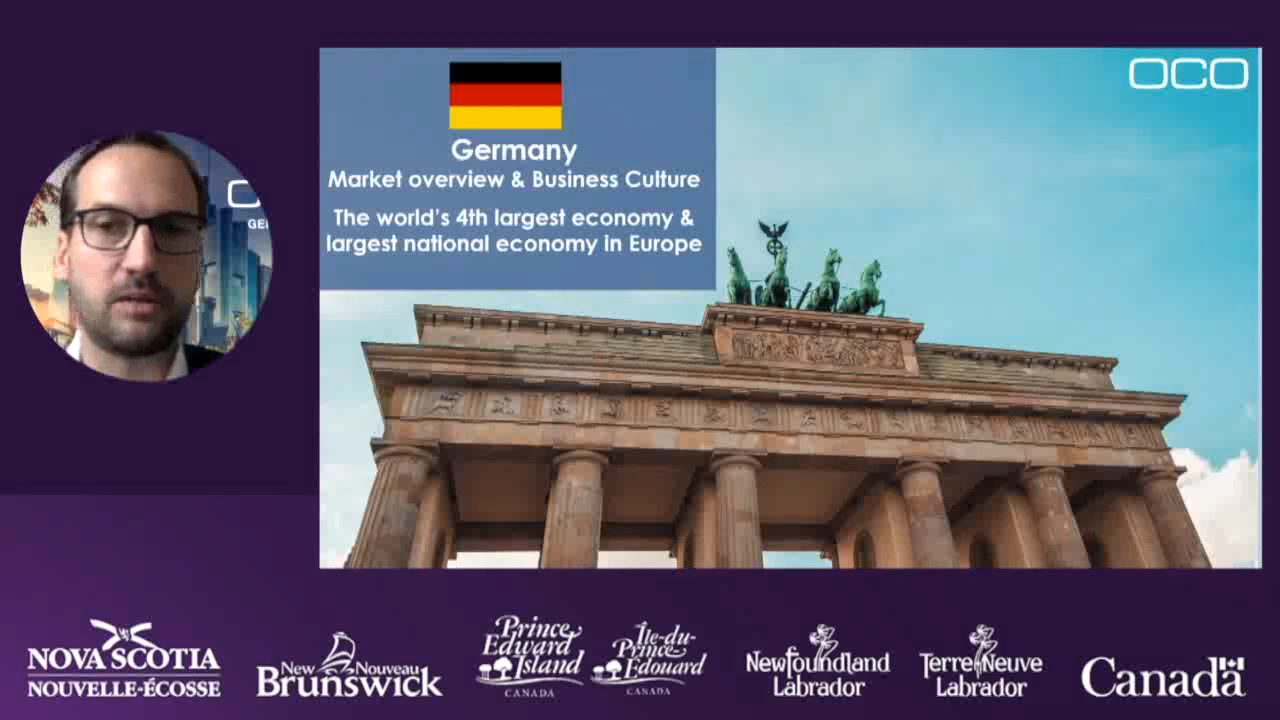 OCO
Germany
Market overview & Business Culture
The world's 4th largest economy &
largest national economy in Europe
NOVA SCOTIA
NOUVELLE-ÉCOSSE
New Nouveau
Brunswick
Prince
Edward
Island
CANADA
Île-du-
Prince
Édouard
CANADA
Newfoundland
Labrador
Terre Neuve
Labrador
Canada